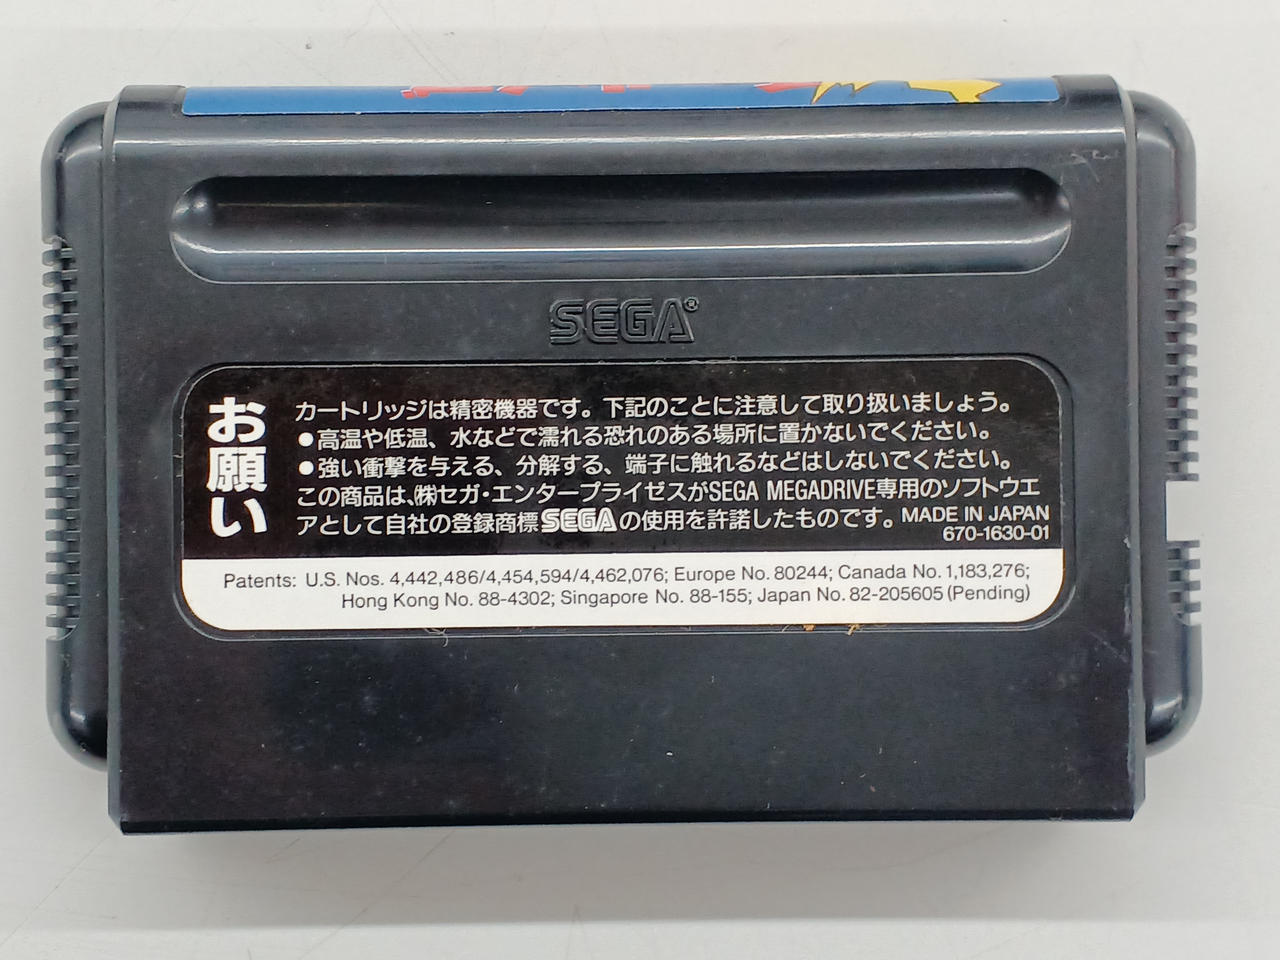 SEGA®
お願い
カートリッジは精密機器です。下記のことに注意して取り扱いましょう。
●高温や低温、水などで濡れる恐れのある場所に置かないでください。
●強い衝撃を与える、分解する、端子に触れるなどはしないでください。
この商品は、㈱セガ・エンタープライゼスがSEGA MEGADRIVE専用のソフトウエ
アとして自社の登録商標SEGAの使用を許諾したものです。MADE IN JAPAN
670-1630-01
Patents: U.S. Nos. 4,442,486/4,454,594/4,462,076; Europe No. 80244; Canada No. 1,183,276;
Hong Kong No. 88-4302; Singapore No. 88-155; Japan No. 82-205605 (Pending)